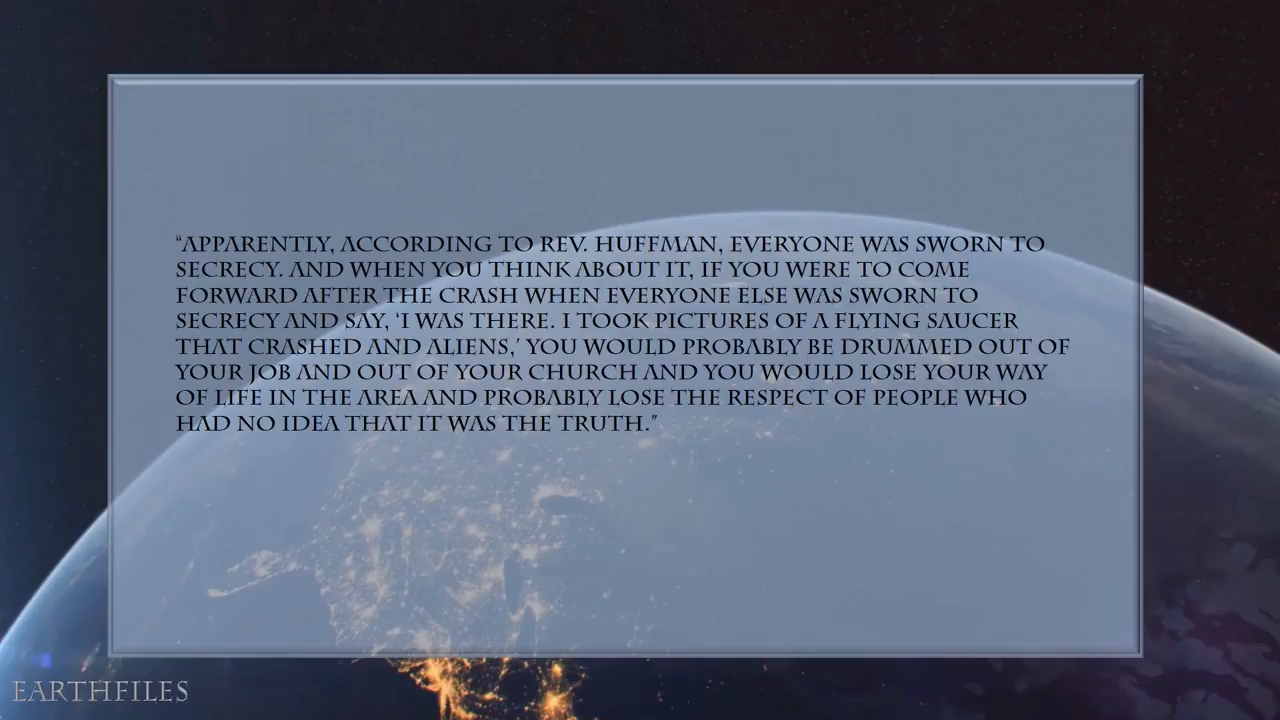 “APPARENTLY, ACCORDING TO REV. HUFFMAN, EVERYONE WAS SWORN TO
SECRECY. AND WHEN YOU THINK ABOUT IT, IF YOU WERE TO COME
FORWARD AFTER THE CRASH WHEN EVERYONE ELSE WAS SWORN TO
SECRECY AND SAY, ‘I WAS THERE. I TOOK PICTURES OF A FLYING SAUCER
THAT CRASHED AND ALIENS,’ YOU WOULD PROBABLY BE DRUMMED OUT OF
YOUR JOB AND OUT OF YOUR CHURCH AND YOU WOULD LOSE YOUR WAY
OF LIFE IN THE AREA AND PROBABLY LOSE THE RESPECT OF PEOPLE WHO
HAD NO IDEA THAT IT WAS THE TRUTH.”
EARTHFILES